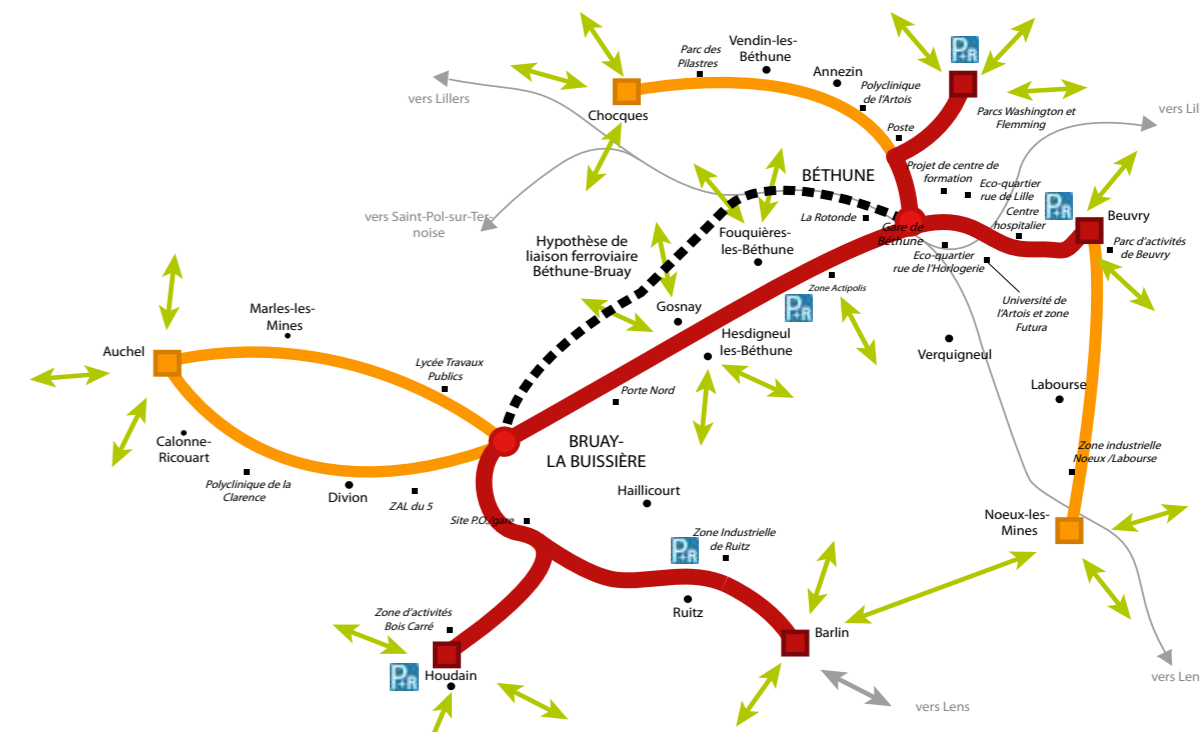 Vendin-les-
Béthune
Parc des
Pilastres
Annezin
Polyclinique
de l'Artois
P+R
vers Lillers
Chocques
Poste
Parcs Washington et
Flemming
vers Lil
BÉTHUNE
Projet de centre de
formation
Eco-quartier
rue de Lille
P+R
Beuvry
Centre
hospitalier
vers Saint-Pol-sur-Ter-
noise
La Rotonde
Gare de
Béthune
Hypothèse de
liaison ferroviaire
Béthune-Bruay
Fouquières-
les-Béthune
Eco-quartier
rue de l'Horlogerie
Parc d'activités
de Beuvry
Zone Actipolis
P+R
Université de
l'Artois et zone
Futura
Marles-les-
Mines
Gosnay
Hesdigneul
les-Béthune
Verquigneul
Auchel
Lycée Travaux
Publics
Porte Nord
Labourse
Calonne-
Ricouart
BRUAY-
LA BUISSIÈRE
Zone industrielle
Noeux /Labourse
Polyclinique de la
Clarence
Divion
ZAL du 5
Haillicourt
Site P.O./gare
Noeux-les-
Mines
Zone Industrielle
de Ruitz
P+R
Ruitz
Zone d'activités
Bois Carré
Barlin
P+R
Houdain
vers Lens
vers Len